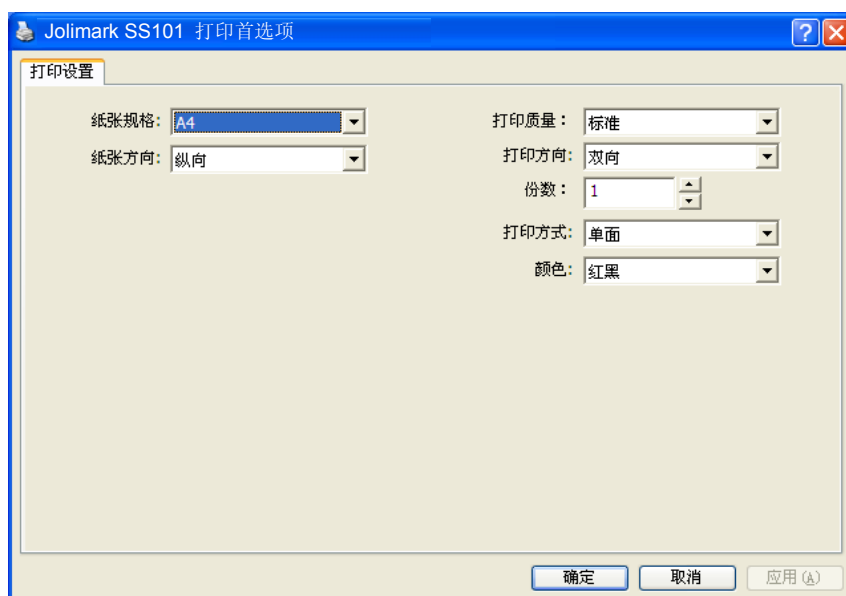 Jolimark SS101 打印首选项
打印设置
纸张规格: A4
纸张方向: 纵向
打印质量： 标准
打印方向: 双向
份数： 1
打印方式: 单面
颜色: 红黑
确定 取消 应用(A)